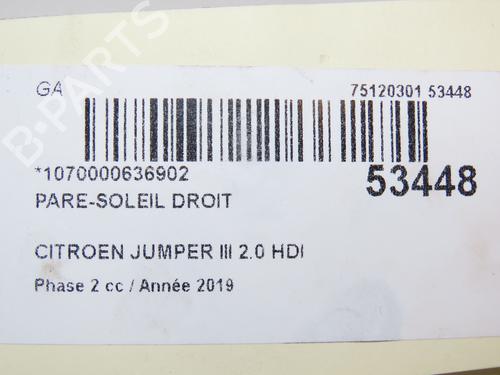 B-PARTS
GA
75120301 53448
*1070000636902
53448
PARE-SOLEIL DROIT
CITROEN JUMPER III 2.0 HDI
Phase 2 cc / Année 2019